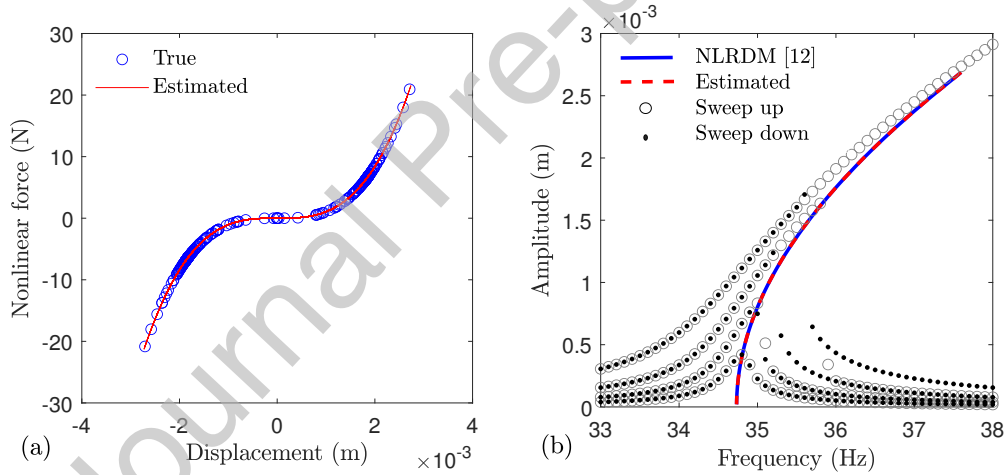 30
20
10
0
-10
-20
-30
-4
-2
0
2
4
×10⁻³
Nonlinear force (N)
Displacement (m)
True
Estimated
(a)
×10⁻³
3
2.5
2
1.5
1
0.5
0
33
34
35
36
37
38
Amplitude (m)
Frequency (Hz)
NLRDM [12]
Estimated
Sweep up
Sweep down
(b)
Journal Pre-p